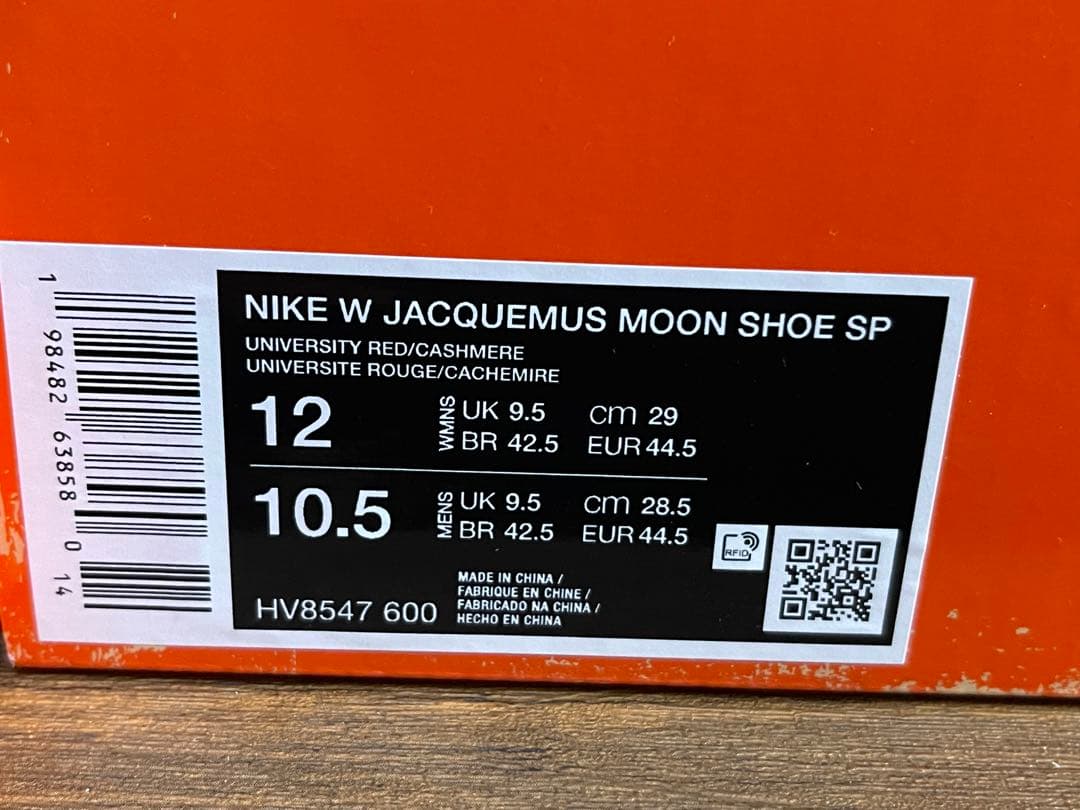 NIKE W JACQUEMUS MOON SHOE SP
UNIVERSITY RED/CASHMERE
UNIVERSITE ROUGE/CACHEMIRE
12 WMNS UK 9.5 cm 29
BR 42.5 EUR 44.5
10.5 MENS UK 9.5 cm 28.5
BR 42.5 EUR 44.5
RFID
HV8547 600
MADE IN CHINA /
FABRIQUE EN CHINE /
FABRICADO NA CHINA /
HECHO EN CHINA
1 98482 63858 0 14